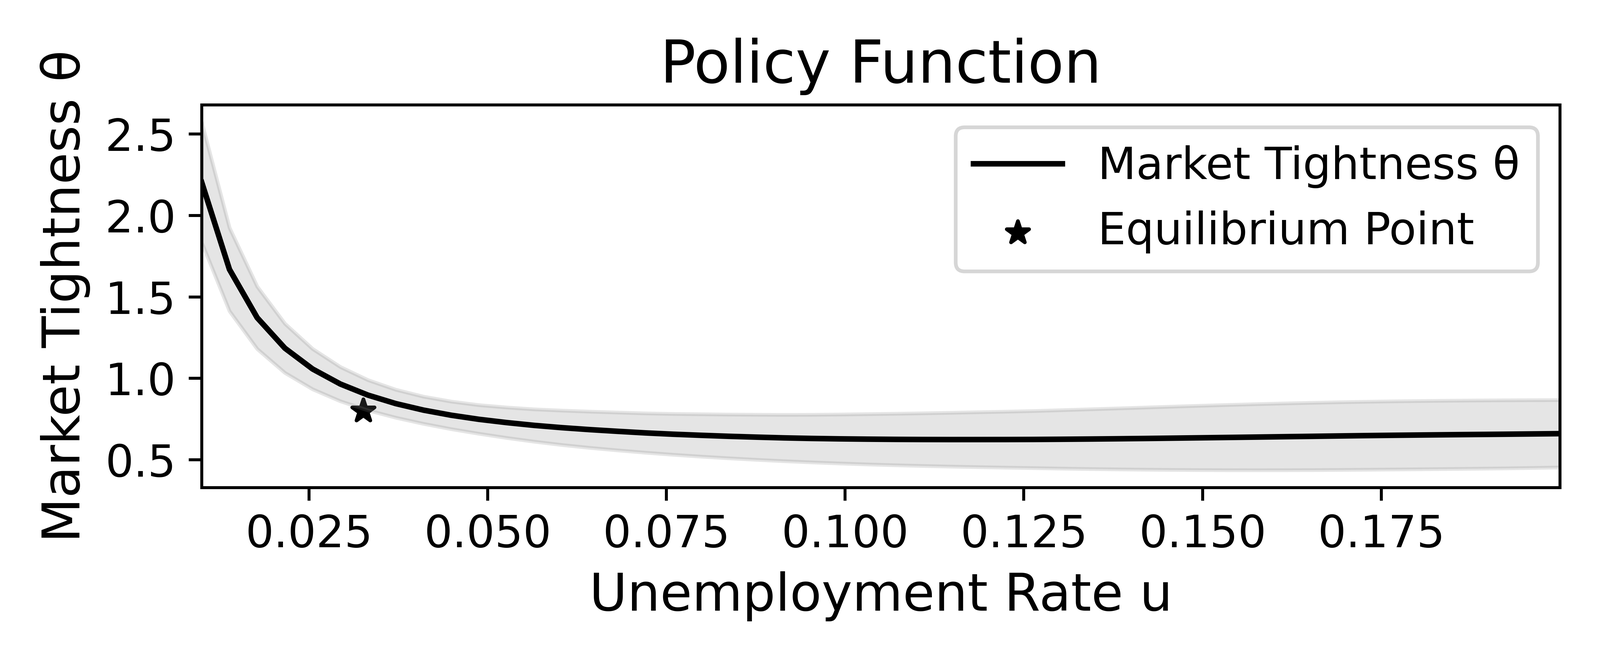 Policy Function
Market Tightness θ
2.5
2.0
1.5
1.0
0.5
Market Tightness θ
Equilibrium Point
0.025 0.050 0.075 0.100 0.125 0.150 0.175
Unemployment Rate u